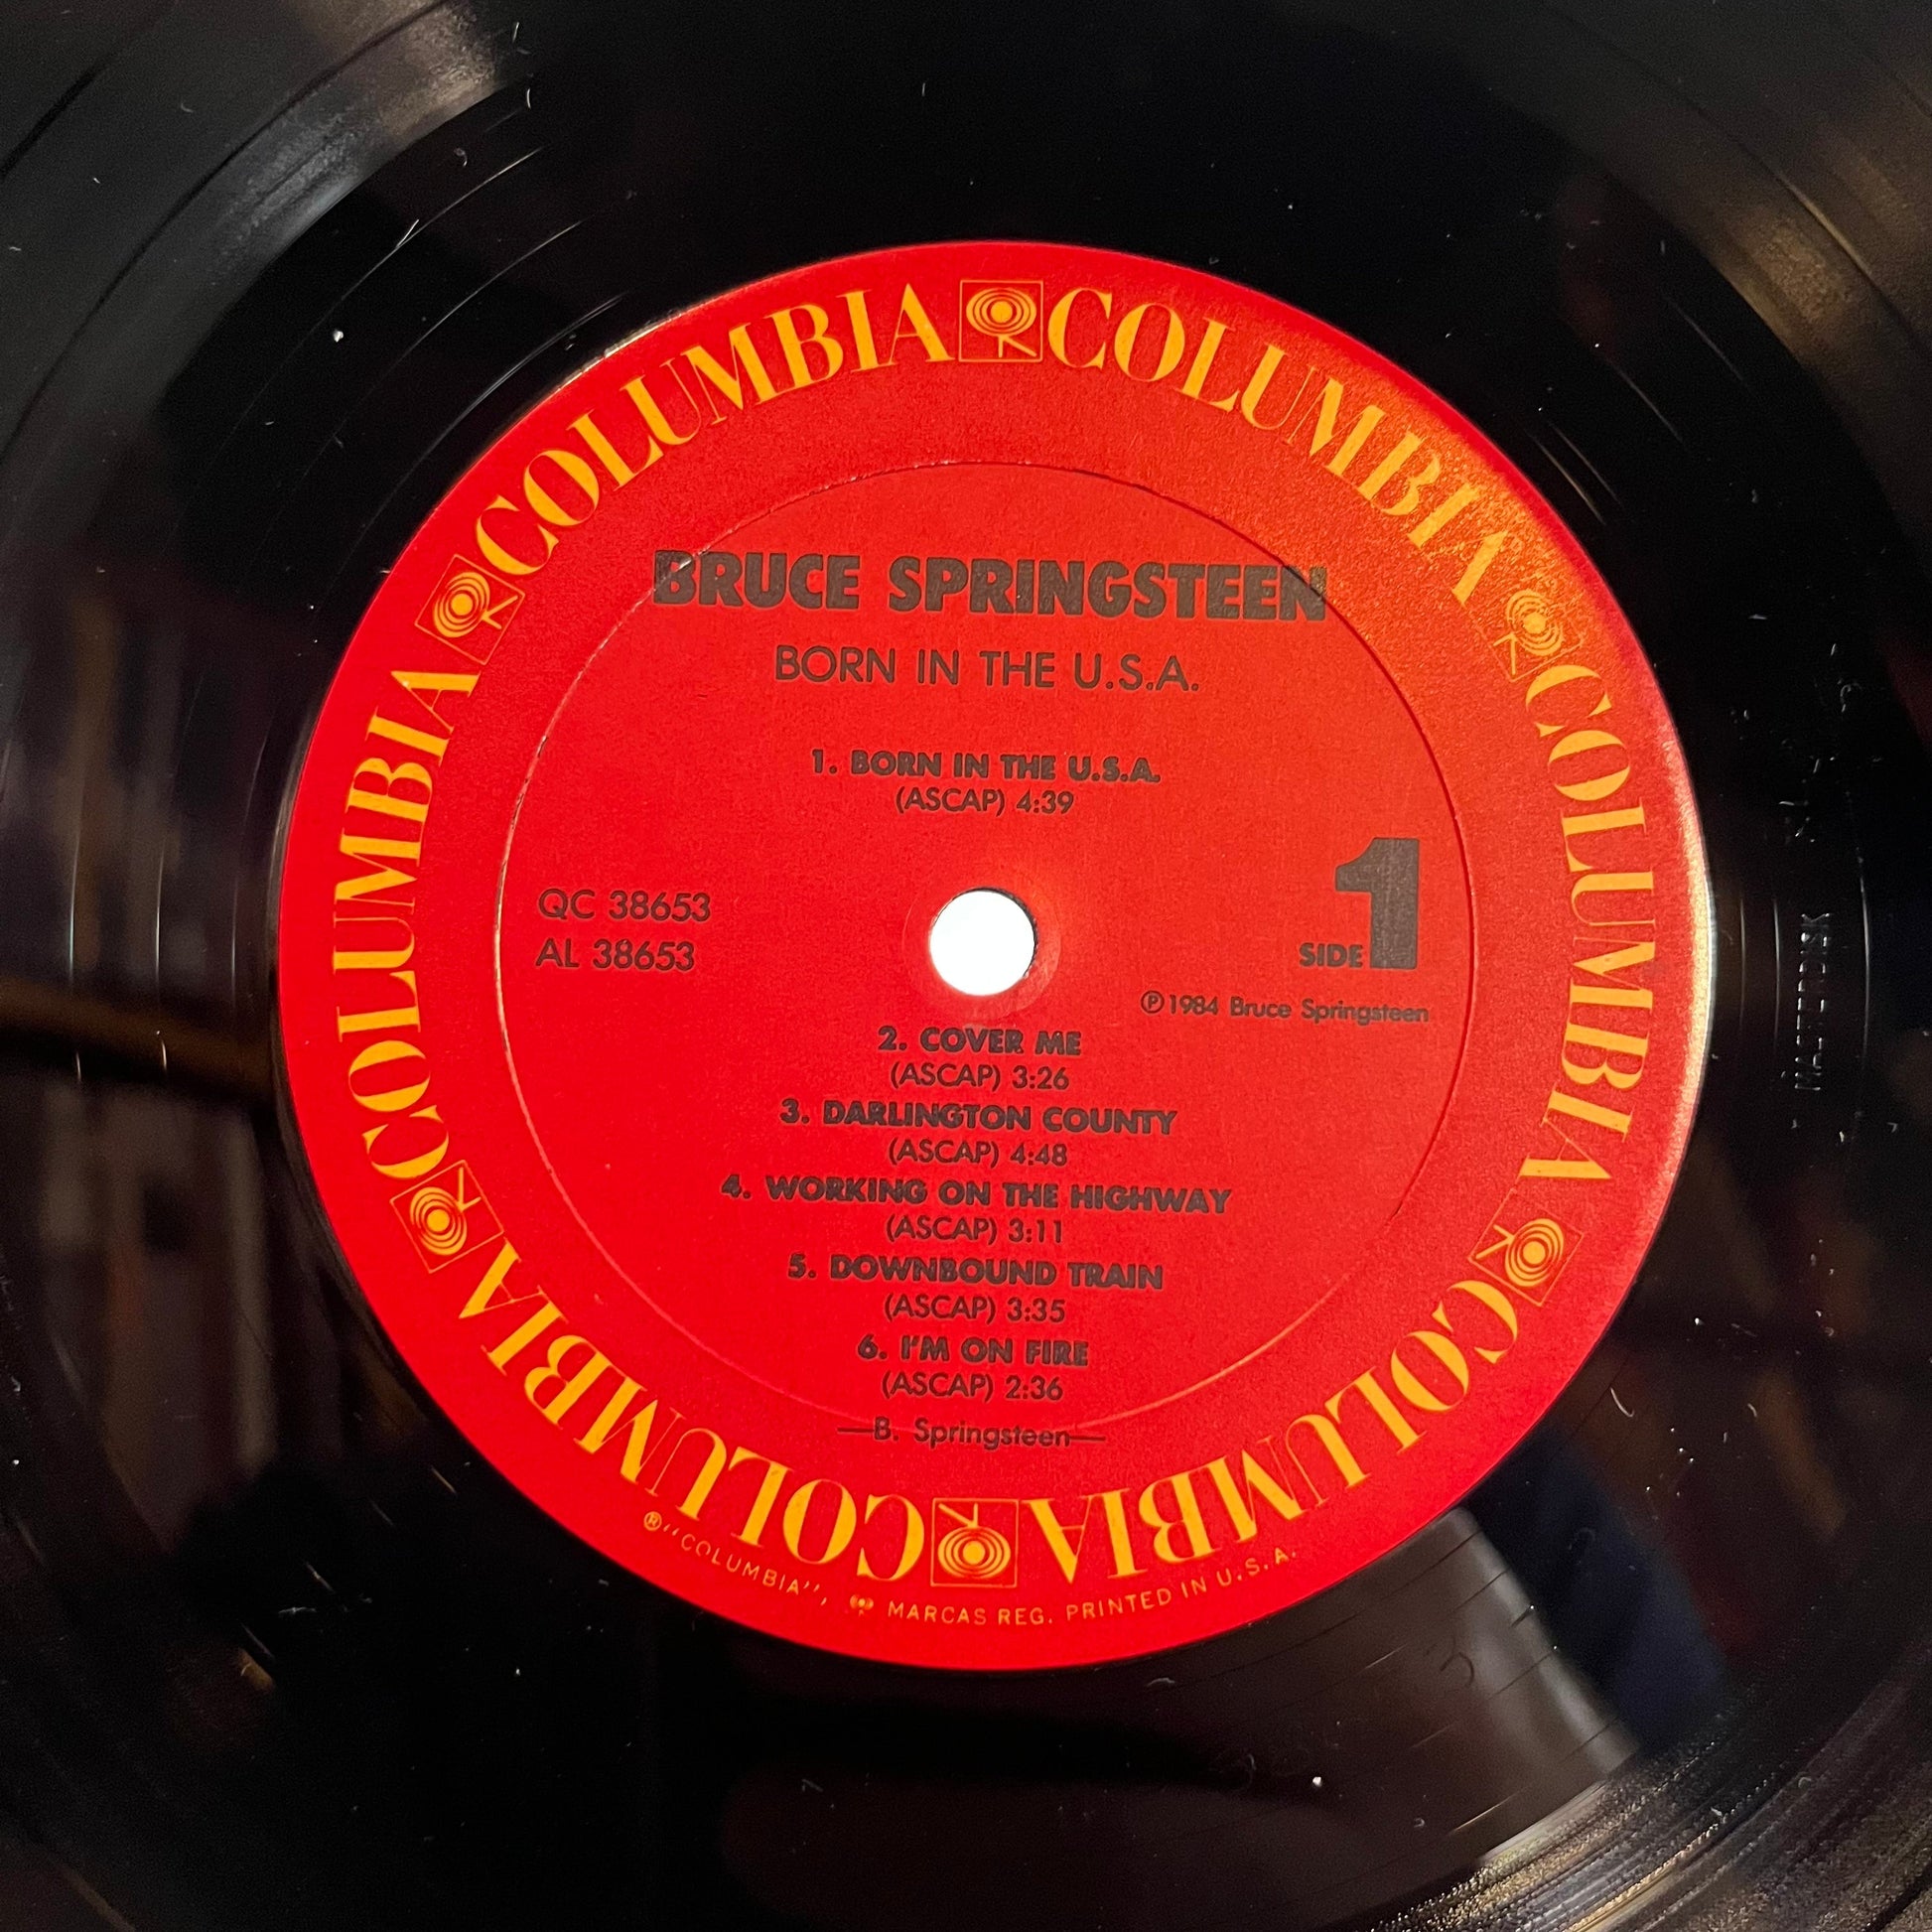 COLUMBIA COLUMBIA COLUMBIA COLUMBIA COLUMBIA COLUMBIA
BRUCE SPRINGSTEEN
BORN IN THE U.S.A.
1. BORN IN THE U.S.A.
(ASCAP) 4:39
QC 38653
AL 38653
SIDE 1
℗ 1984 Bruce Springsteen
2. COVER ME
(ASCAP) 3:26
3. DARLINGTON COUNTY
(ASCAP) 4:48
4. WORKING ON THE HIGHWAY
(ASCAP) 3:11
5. DOWNBOUND TRAIN
(ASCAP) 3:35
6. I'M ON FIRE
(ASCAP) 2:36
—B. Springsteen—
® "COLUMBIA", MARCAS REG. PRINTED IN U.S.A.
MASTERDISK